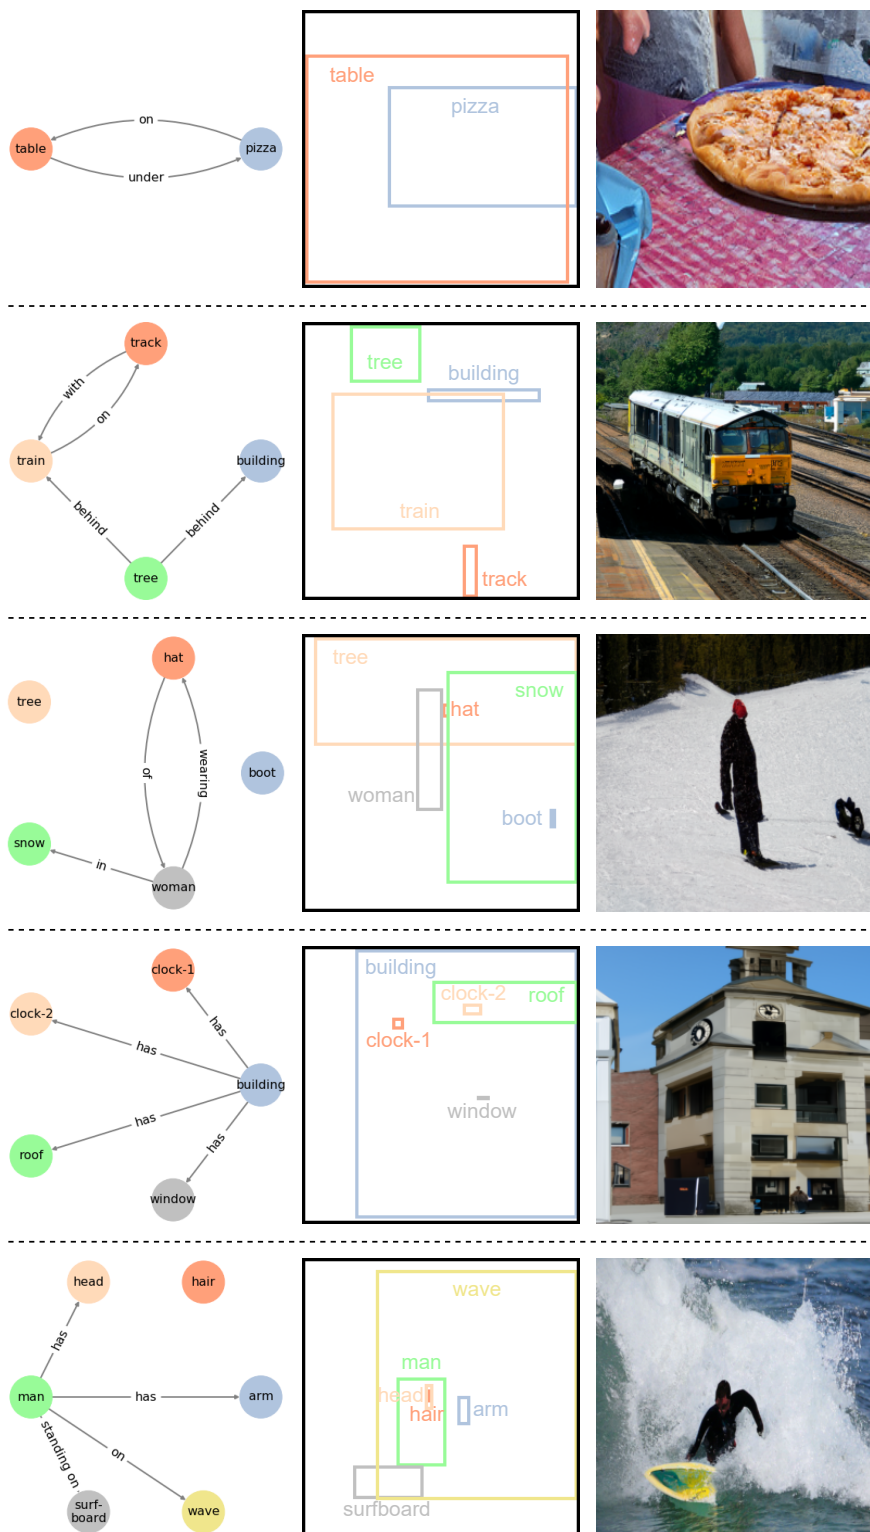 on
table
pizza
under
table
pizza
track
with
on
train
building
behind
behind
tree
tree
building
train
track
hat
tree
of
wearing
boot
snow
in
woman
tree
snow
hat
woman
boot
clock-1
clock-2
has
has
building
has
has
roof
window
building
clock-2
roof
clock-1
window
head
hair
has
man
has
arm
standing on
on
surf-
board
wave
wave
man
head
hair
arm
surfboard